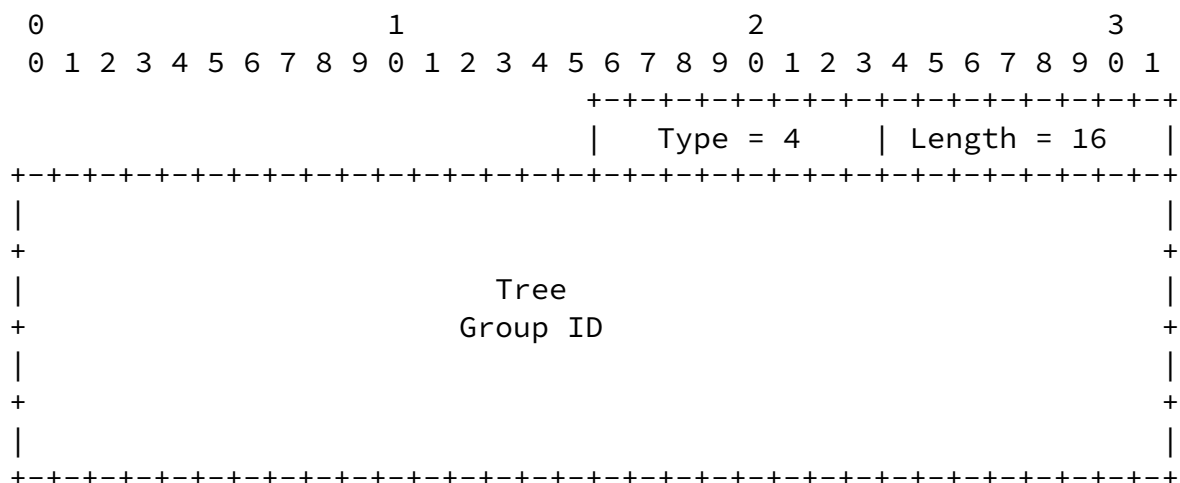 0                   1                   2                   3
0 1 2 3 4 5 6 7 8 9 0 1 2 3 4 5 6 7 8 9 0 1 2 3 4 5 6 7 8 9 0 1
+-+-+-+-+-+-+-+-+-+-+-+-+-+-+-+-+
|   Type = 4    | Length = 16   |
+-+-+-+-+-+-+-+-+-+-+-+-+-+-+-+-+-+-+-+-+-+-+-+-+-+-+-+-+-+-+-+-+
|                                                               |
+                                                               +
|                          Tree                                 |
+                        Group ID                               +
|                                                               |
+                                                               +
|                                                               |
+-+-+-+-+-+-+-+-+-+-+-+-+-+-+-+-+-+-+-+-+-+-+-+-+-+-+-+-+-+-+-+-+